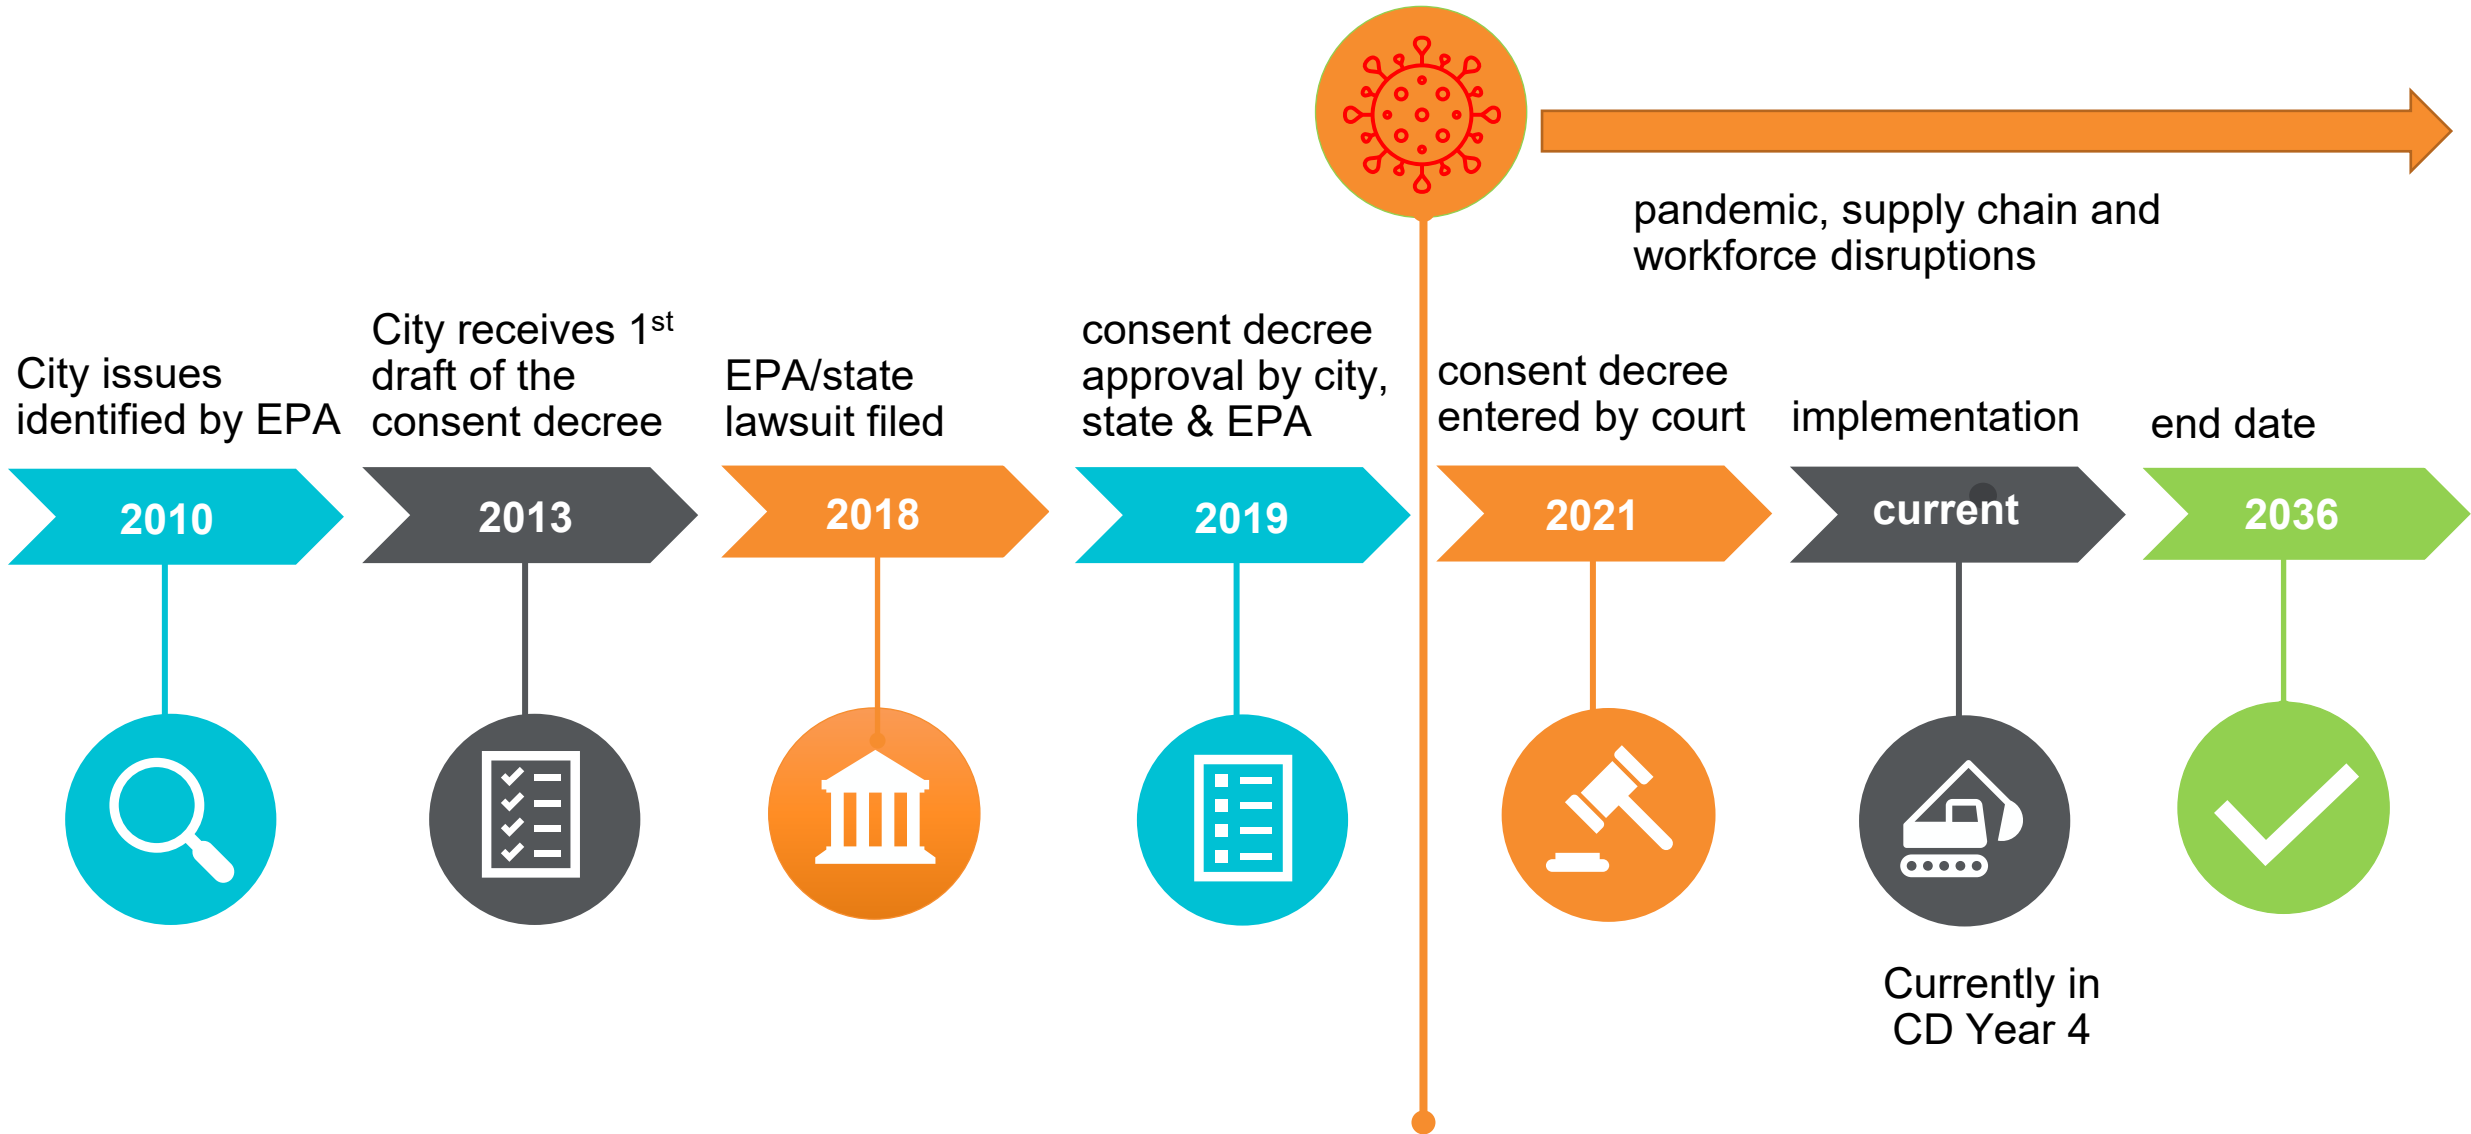 pandemic, supply chain and
workforce disruptions
City issues
identified by EPA
2010
City receives 1st
draft of the
consent decree
2013
EPA/state
lawsuit filed
2018
consent decree
approval by city,
state & EPA
2019
consent decree
entered by court
2021
implementation
current
Currently in
CD Year 4
end date
2036